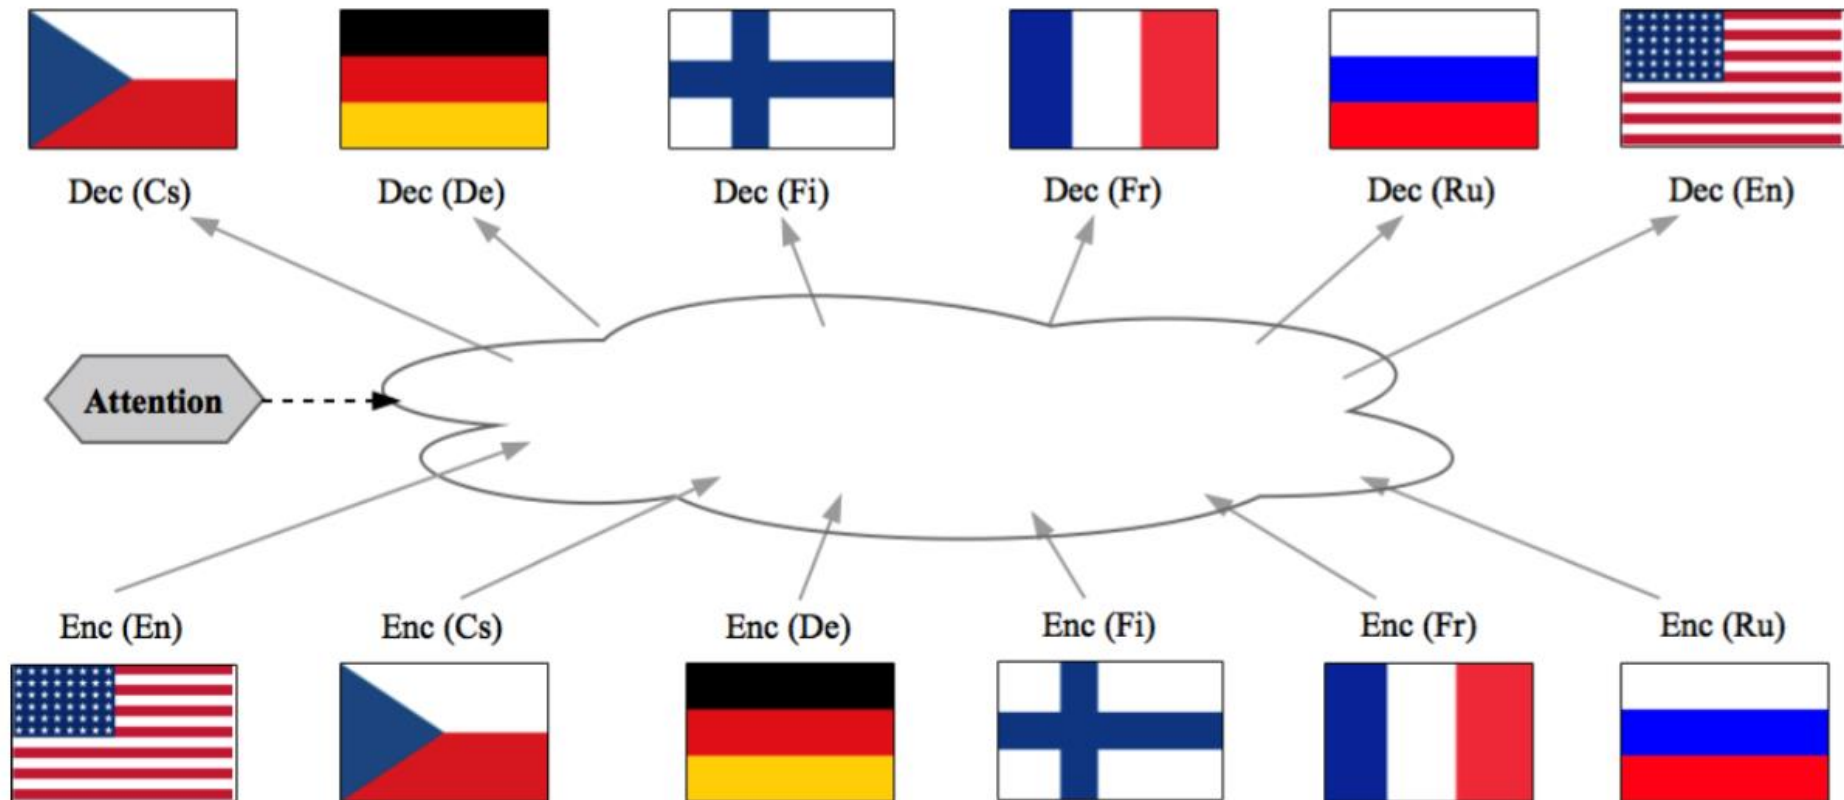 Dec (Cs) Dec (De) Dec (Fi) Dec (Fr) Dec (Ru) Dec (En)
Attention
Enc (En) Enc (Cs) Enc (De) Enc (Fi) Enc (Fr) Enc (Ru)